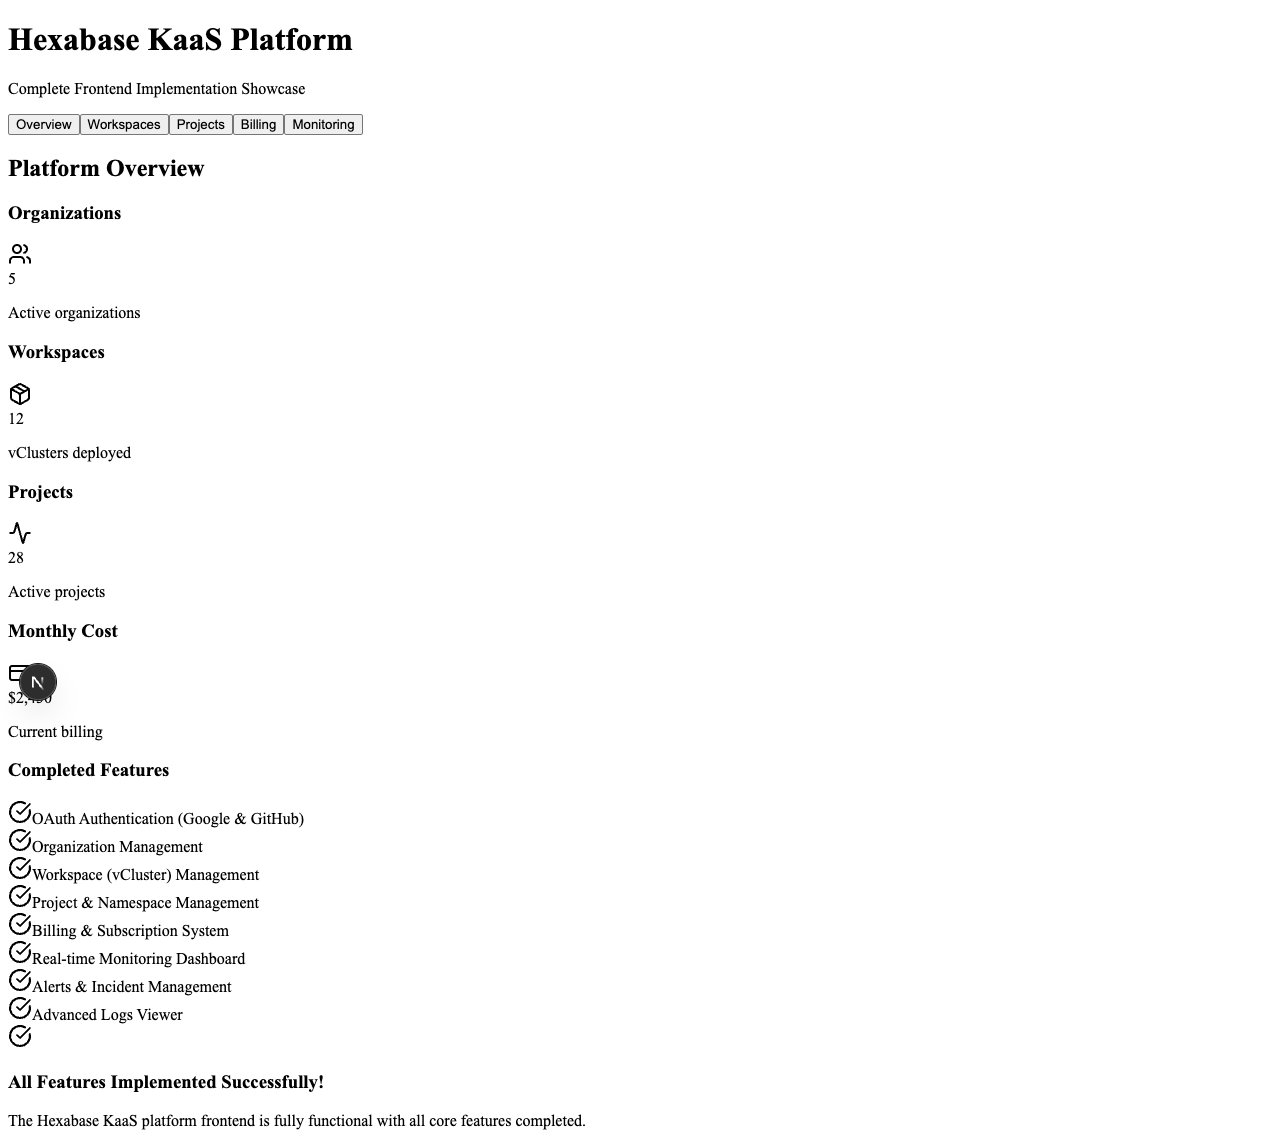 Hexabase KaaS Platform
Complete Frontend Implementation Showcase
Overview Workspaces Projects Billing Monitoring
Platform Overview
Organizations
5
Active organizations
Workspaces
12
vClusters deployed
Projects
28
Active projects
Monthly Cost
N
Current billing
Completed Features
OAuth Authentication (Google & GitHub)
Organization Management
Workspace (vCluster) Management
Project & Namespace Management
Billing & Subscription System
Real-time Monitoring Dashboard
Alerts & Incident Management
Advanced Logs Viewer
All Features Implemented Successfully!
The Hexabase KaaS platform frontend is fully functional with all core features completed.